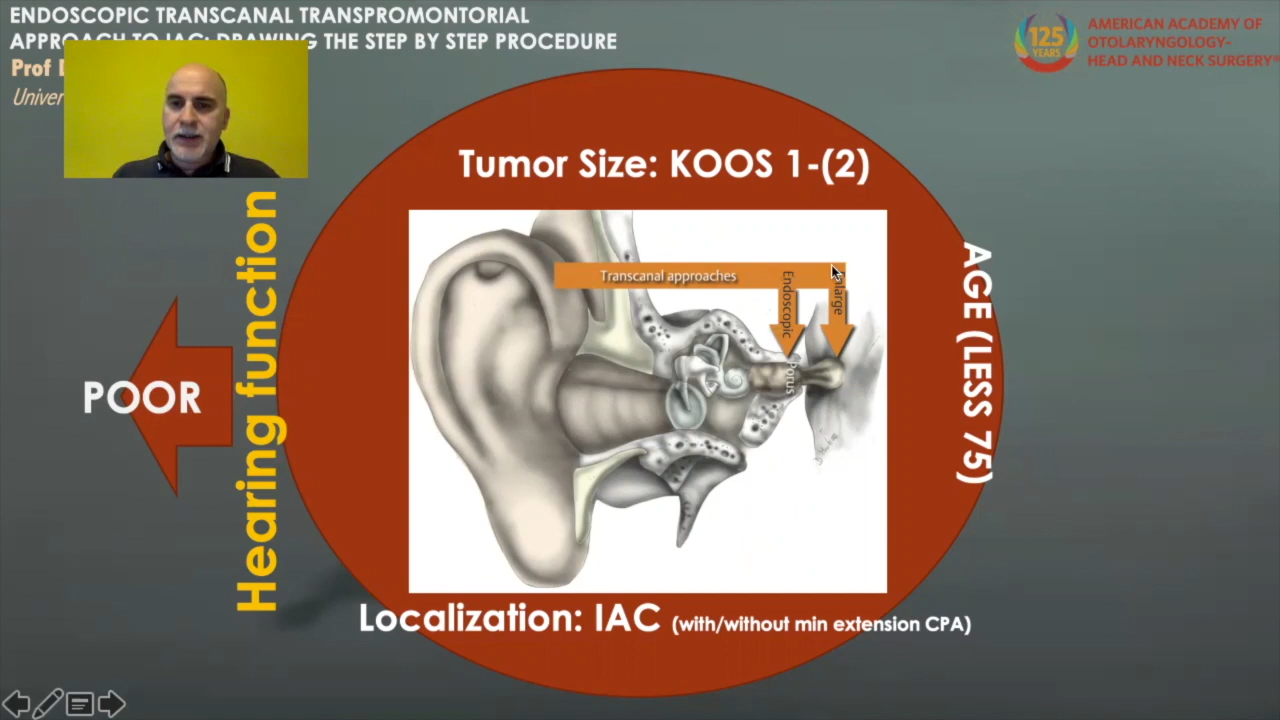 ENDOSCOPIC TRANSCANAL TRANSPROMONTORIAL
APPROACH TO IAC: DRAWING THE STEP BY STEP PROCEDURE
Prof
Univer
125
YEARS
AMERICAN ACADEMY OF
OTOLARYNGOLOGY-
HEAD AND NECK SURGERY®
Tumor Size: KOOS 1-(2)
Transcanal approaches
Endoscopic
Enlarge
Porus
AGE (LESS 75)
Hearing function
POOR
Localization: IAC (with/without min extension CPA)